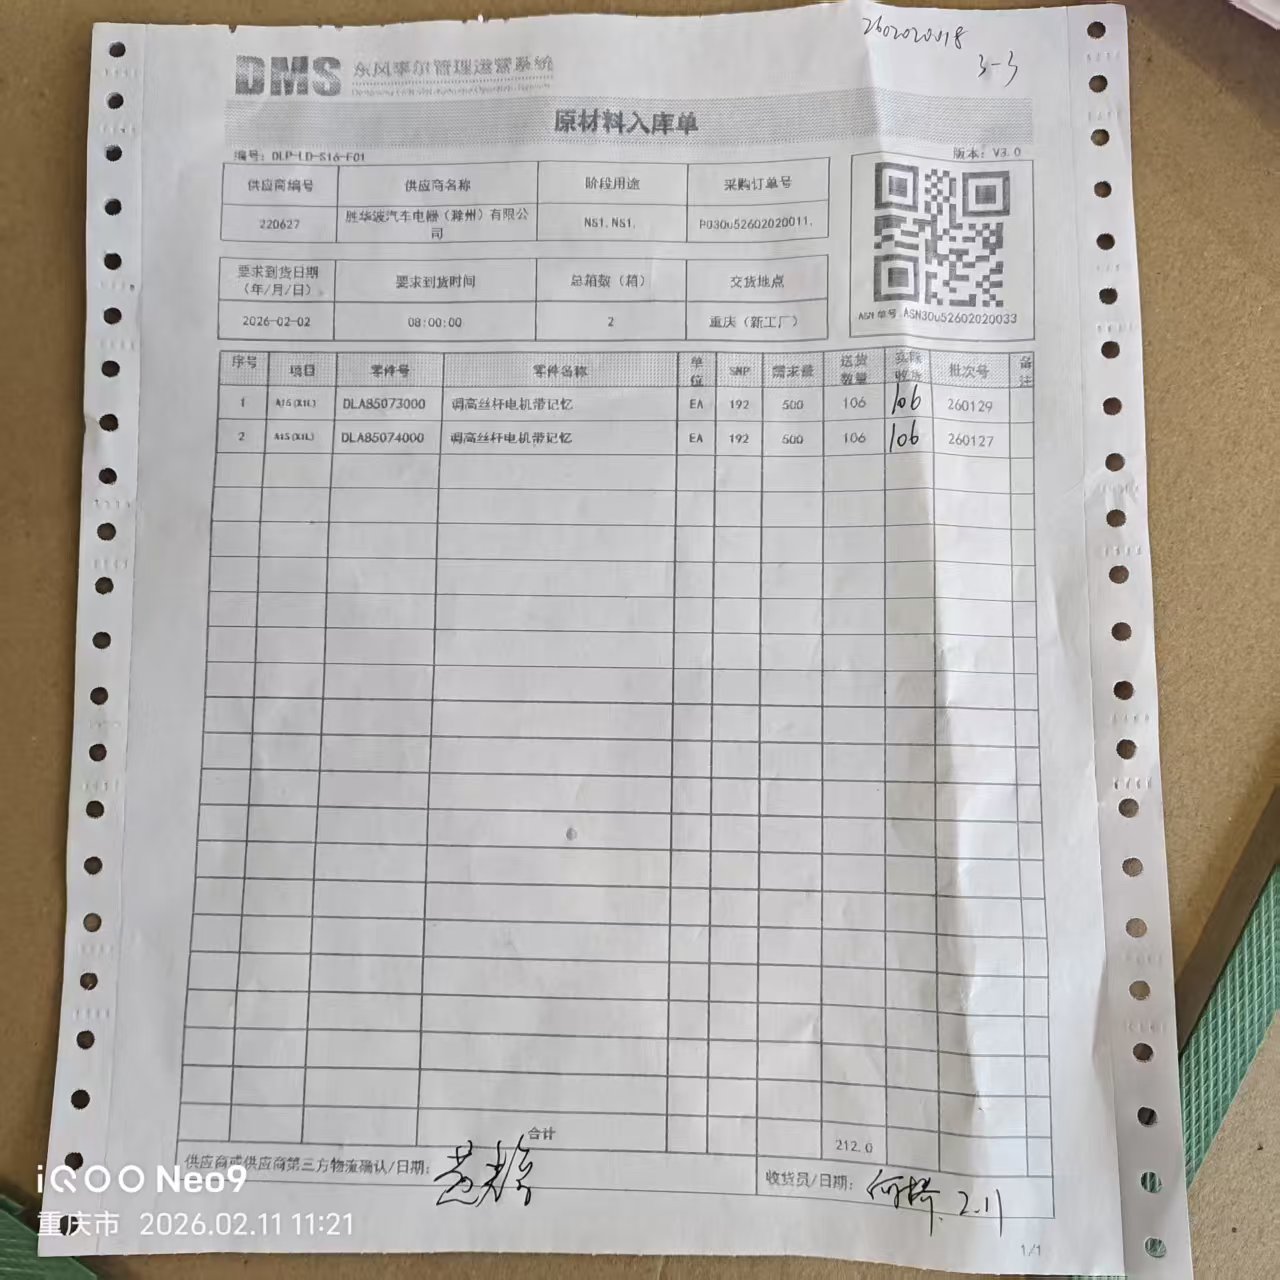 2602020018
3-3
DMS 东风李尔管理运营系统
原材料入库单
编号: DLP-LD-S16-F01
版本: V3.0
供应商编号 供应商名称 阶段用途 采购订单号
220627 胜华波汽车电器（滁州）有限公司 NS1,NS1, PO30U52602020011,
要求到货日期（年/月/日） 要求到货时间 总箱数（箱） 交货地点
2026-02-02 08:00:00 2 重庆（新工厂）
ASN 单号 ASN30U52602020033
序号 项目 零件号 零件名称 单位 SNP 需求量 送货数量 实际收货 批次号 备注
1 A15(X1L) DLA85073000 调高丝杆电机带记忆 EA 192 500 106 106 260129
2 A15(X1L) DLA85074000 调高丝杆电机带记忆 EA 192 500 106 106 260127
合计 212.0
供应商或供应商第三方物流确认/日期:
收货员/日期: 2.11
1/1
iQOO Neo9
重庆市 2026.02.11 11:21